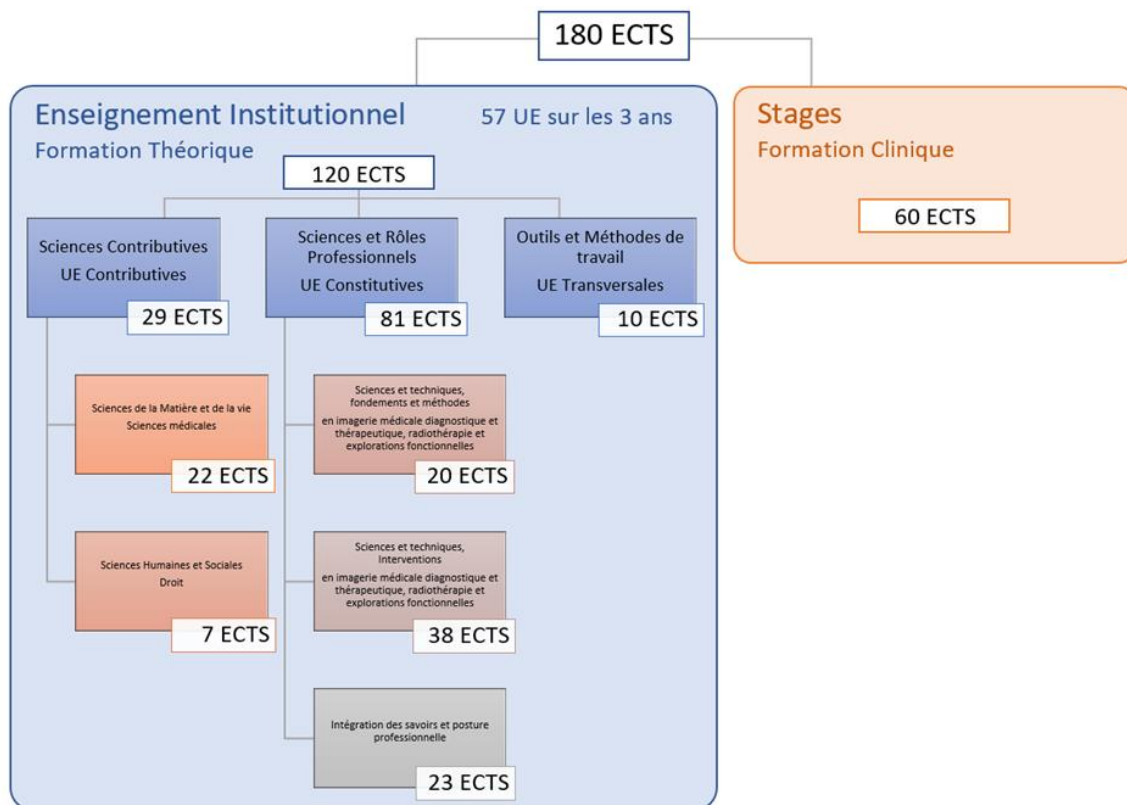 180 ECTS
Enseignement Institutionnel
57 UE sur les 3 ans
Formation Théorique
120 ECTS
Sciences Contributives
UE Contributives
29 ECTS
Sciences et Rôles
Professionnels
UE Constitutives
81 ECTS
Outils et Méthodes de
travail
UE Transversales
10 ECTS
Sciences de la Matière et de la vie
Sciences médicales
22 ECTS
Sciences Humaines et Sociales
Droit
7 ECTS
Sciences et techniques,
fondements et méthodes
en imagerie médicale diagnostique et
thérapeutique, radiothérapie et
explorations fonctionnelles
20 ECTS
Sciences et techniques,
Interventions
en imagerie médicale diagnostique et
thérapeutique, radiothérapie et
explorations fonctionnelles
38 ECTS
Intégration des savoirs et posture
professionnelle
23 ECTS
Stages
Formation Clinique
60 ECTS